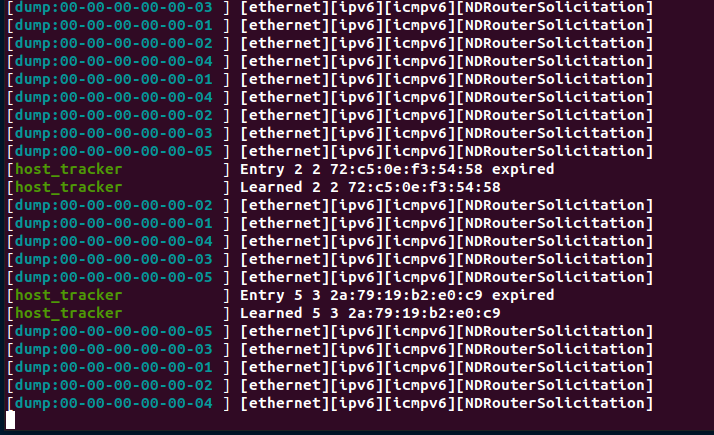 [dump:00-00-00-00-00-03 ] [ethernet][ipv6][icmpv6][NDRouterSolicitation]
[dump:00-00-00-00-00-01 ] [ethernet][ipv6][icmpv6][NDRouterSolicitation]
[dump:00-00-00-00-00-02 ] [ethernet][ipv6][icmpv6][NDRouterSolicitation]
[dump:00-00-00-00-00-04 ] [ethernet][ipv6][icmpv6][NDRouterSolicitation]
[dump:00-00-00-00-00-01 ] [ethernet][ipv6][icmpv6][NDRouterSolicitation]
[dump:00-00-00-00-00-04 ] [ethernet][ipv6][icmpv6][NDRouterSolicitation]
[dump:00-00-00-00-00-02 ] [ethernet][ipv6][icmpv6][NDRouterSolicitation]
[dump:00-00-00-00-00-03 ] [ethernet][ipv6][icmpv6][NDRouterSolicitation]
[dump:00-00-00-00-00-05 ] [ethernet][ipv6][icmpv6][NDRouterSolicitation]
[host_tracker           ] Entry 2 2 72:c5:0e:f3:54:58 expired
[host_tracker           ] Learned 2 2 72:c5:0e:f3:54:58
[dump:00-00-00-00-00-02 ] [ethernet][ipv6][icmpv6][NDRouterSolicitation]
[dump:00-00-00-00-00-01 ] [ethernet][ipv6][icmpv6][NDRouterSolicitation]
[dump:00-00-00-00-00-04 ] [ethernet][ipv6][icmpv6][NDRouterSolicitation]
[dump:00-00-00-00-00-03 ] [ethernet][ipv6][icmpv6][NDRouterSolicitation]
[dump:00-00-00-00-00-05 ] [ethernet][ipv6][icmpv6][NDRouterSolicitation]
[host_tracker           ] Entry 5 3 2a:79:19:b2:e0:c9 expired
[host_tracker           ] Learned 5 3 2a:79:19:b2:e0:c9
[dump:00-00-00-00-00-05 ] [ethernet][ipv6][icmpv6][NDRouterSolicitation]
[dump:00-00-00-00-00-03 ] [ethernet][ipv6][icmpv6][NDRouterSolicitation]
[dump:00-00-00-00-00-01 ] [ethernet][ipv6][icmpv6][NDRouterSolicitation]
[dump:00-00-00-00-00-02 ] [ethernet][ipv6][icmpv6][NDRouterSolicitation]
[dump:00-00-00-00-00-04 ] [ethernet][ipv6][icmpv6][NDRouterSolicitation]